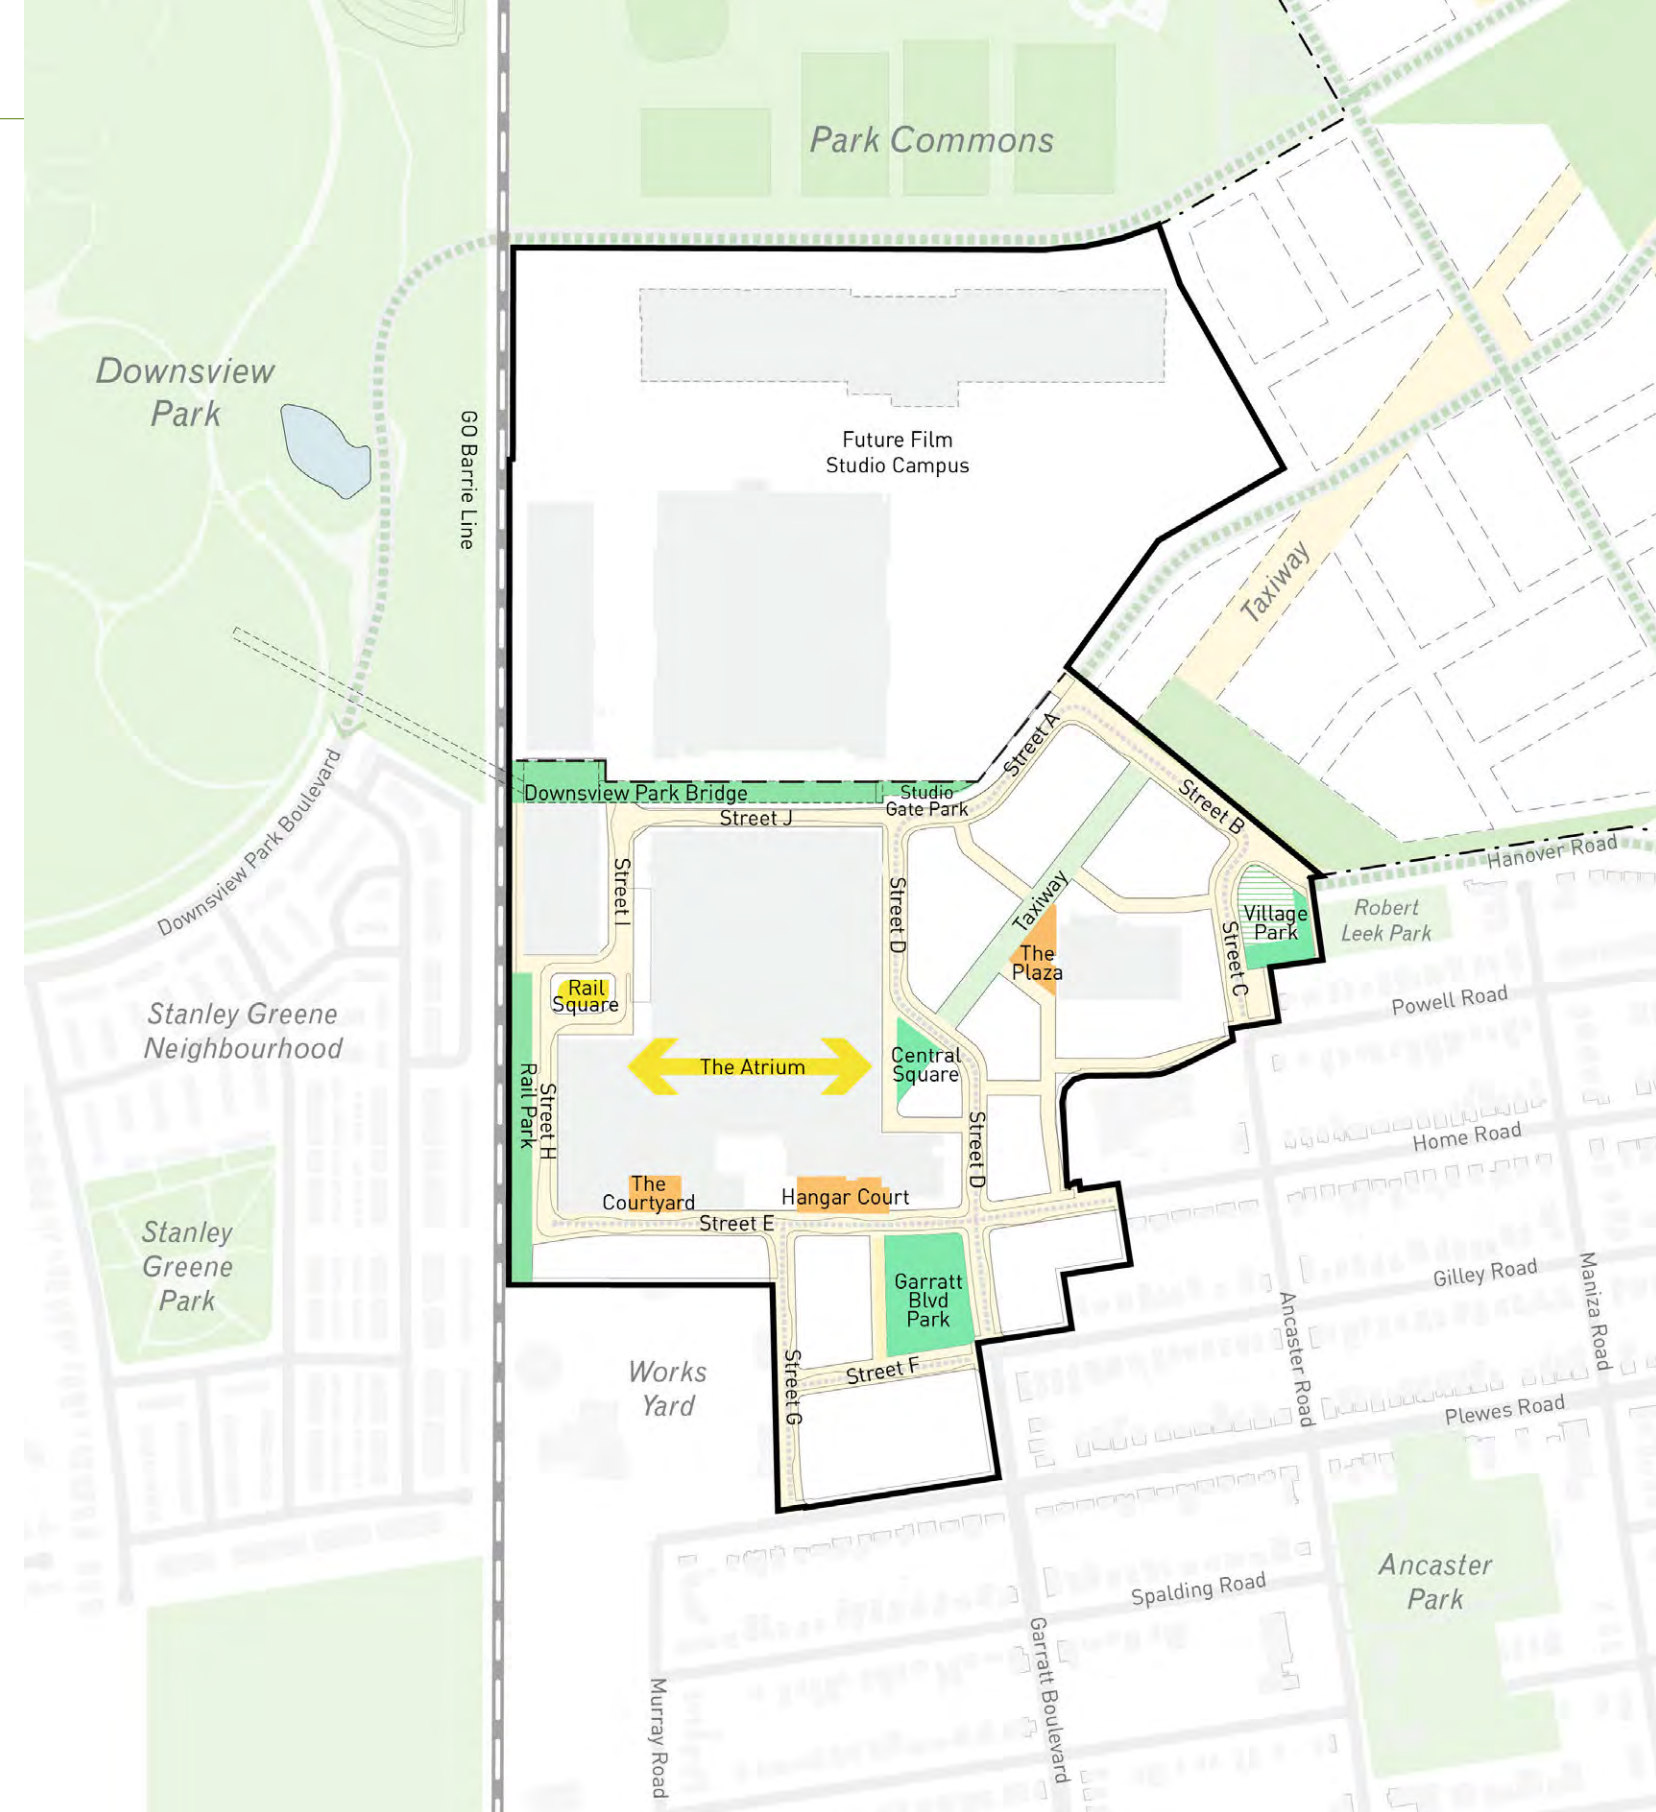 Park Commons
Downsview
Park
GO Barrie Line
Future Film
Studio Campus
Taxiway
Street A
Downsview Park Boulevard
Downsview Park Bridge
Studio
Gate Park
Street J
Street B
Hanover Road
Street I
Street D
Taxiway
Village
Park
Robert
Leek Park
The
Plaza
Street C
Rail
Square
Powell Road
Stanley Greene
Neighbourhood
The Atrium
Central
Square
Rail Park
Street H
Street D
Home Road
The
Courtyard
Hangar Court
Street E
Stanley
Greene
Park
Garratt
Blvd
Park
Gilley Road
Maniza Road
Ancaster Road
Works
Yard
Street G
Street F
Plewes Road
Ancaster
Park
Spalding Road
Garratt Boulevard
Murray Road